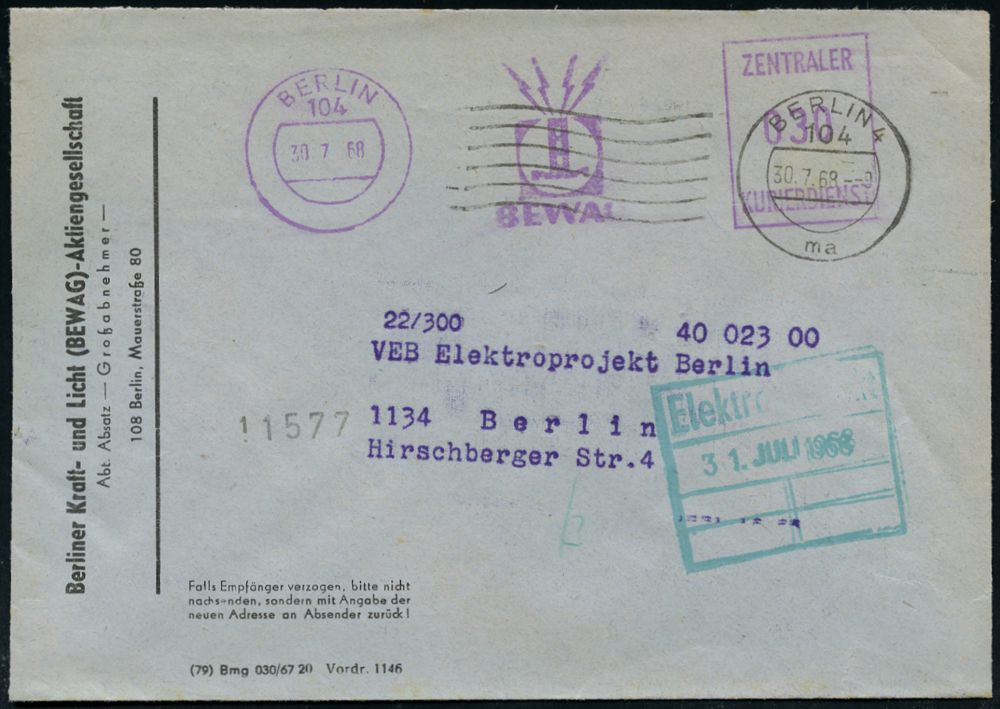 Berliner Kraft- und Licht (BEWAG)-Aktiengesellschaft
Abt. Absatz — Großabnehmer —
108 Berlin, Mauerstraße 80
BERLIN
104
30 7 68
BEWAG
ZENTRALER
030
KURIERDIENST
BERLIN 4
104
30.7.68
ma
22/300
40 023 00
VEB Elektroprojekt Berlin
11577
1134 Berlin
Hirschberger Str.4
31. JULI 1968
Falls Empfänger verzogen, bitte nicht
nachsenden, sondern mit Angabe der
neuen Adresse an Absender zurück!
(79) Bmg 030/67 20 Vordr. 1146